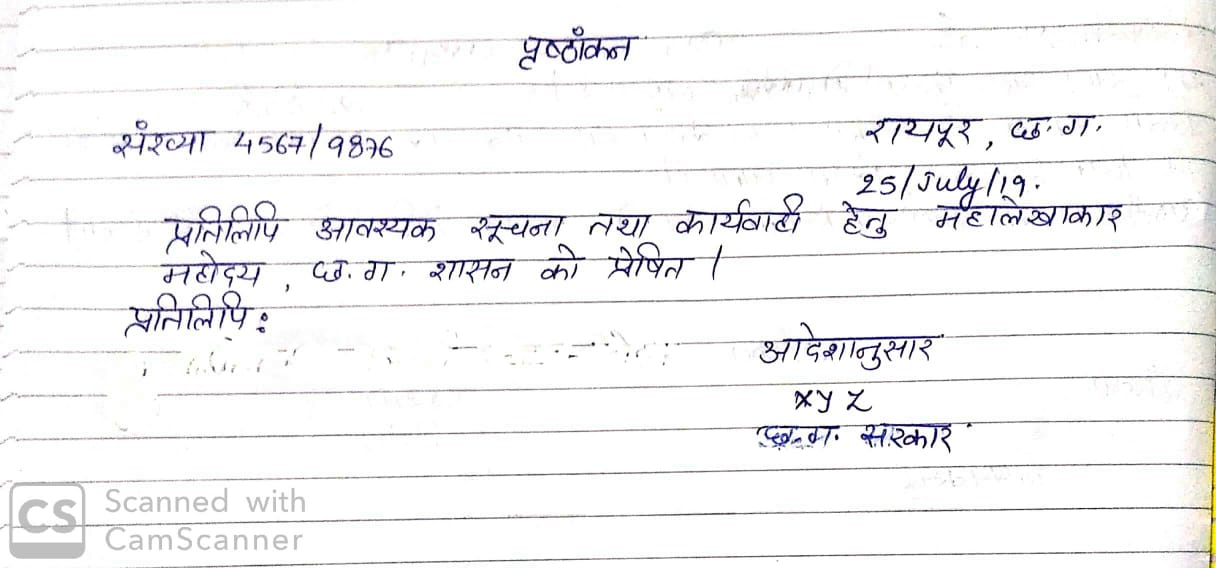 पृष्ठाँकन
संख्या 4567/9876
रायपूर, छ.ग.
25/July/19.
प्रतिलिपि आवश्यक सूचना तथा कार्यवाही हेतु महालेखाकार
महोदय, छ.ग. शासन को प्रेषित।
प्रतिलिपि:
आदेशानुसार
xyz
छ.ग. सरकार
CS Scanned with
CamScanner